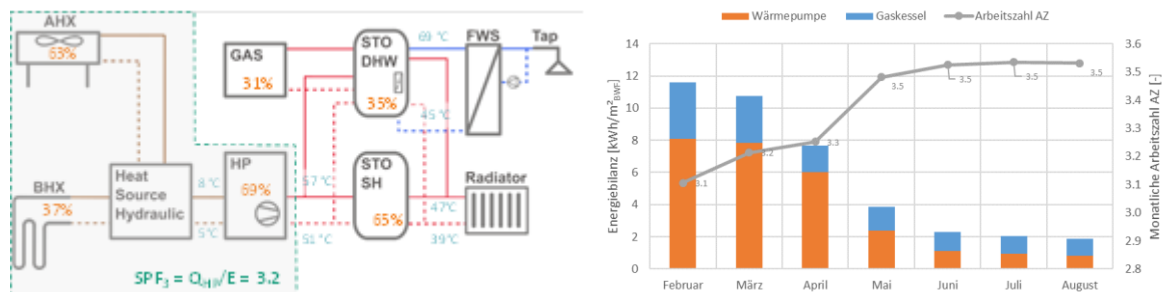 AHX
63%
GAS
31%
STO
DHW
35%
69 °C
FWS
Tap
45 °C
BHX
37%
Heat
Source
Hydraulic
8 °C
5°C
HP
69%
57 °C
51 °C
STO
SH
65%
47°C
39°C
Radiator
SPF₃ = Q_HP/E = 3.2
Wärmepumpe Gaskessel Arbeitszahl AZ
Energiebilanz [kWh/m²BWF]
14
12
10
8
6
4
2
0
3.1
3.2
3.3
3.5
3.5
3.5
3.5
3.6
3.5
3.4
3.3
3.2
3.1
3.0
2.9
2.8
Monatliche Arbeitszahl AZ [-]
Februar März April Mai Juni Juli August